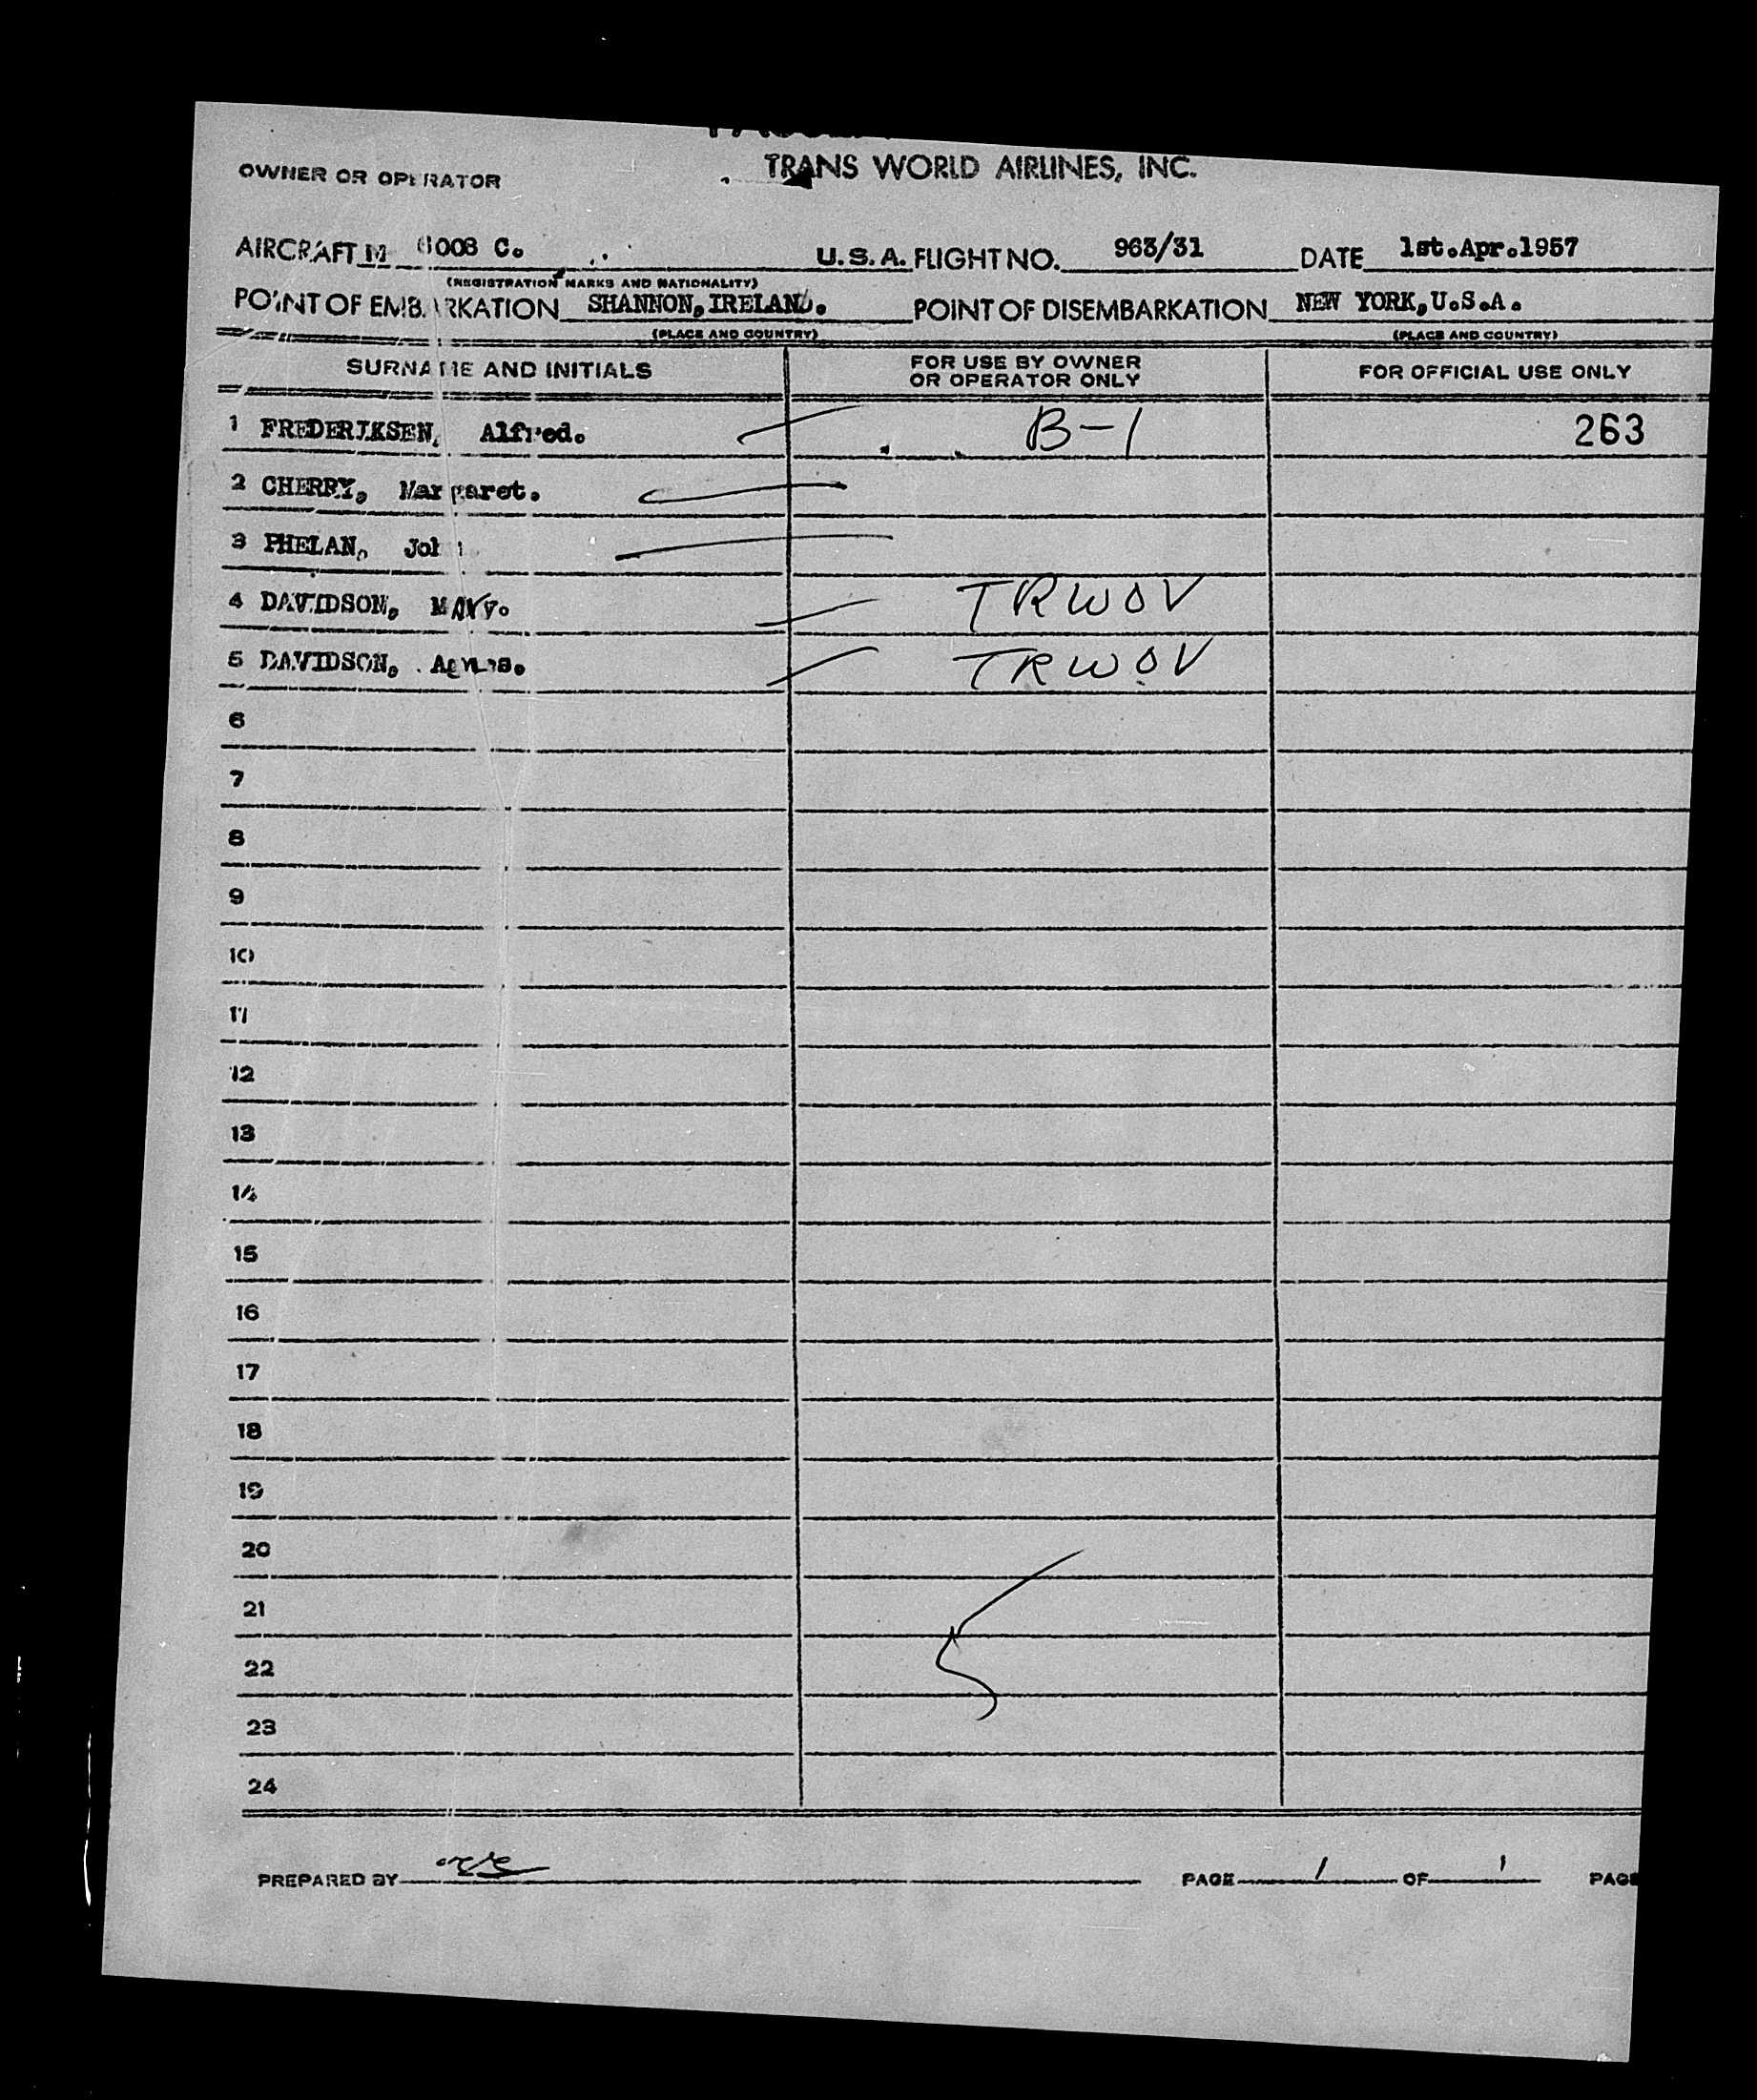 TRANS WORLD AIRLINES, INC.
OWNER OR OPERATOR
AIRCRAFT 6008 C. U.S.A. FLIGHT NO. 963/31 DATE 1st.Apr.1957
(REGISTRATION MARKS AND NATIONALITY)
POINT OF EMBARKATION SHANNON, IRELAND. POINT OF DISEMBARKATION NEW YORK, U.S.A.
(PLACE AND COUNTRY) (PLACE AND COUNTRY)
SURNAME AND INITIALS FOR USE BY OWNER OR OPERATOR ONLY FOR OFFICIAL USE ONLY
1 FREDERIKSEN, Alfred. B-1 263
2 CHERRY, Margaret.
3 PHELAN, John
4 DAVIDSON, MARY. TRWOV
5 DAVIDSON, Agnes. TRWOV
6
7
8
9
10
11
12
13
14
15
16
17
18
19
20
21
22
23
24
PREPARED BY PAGE 1 OF 1 PAGE